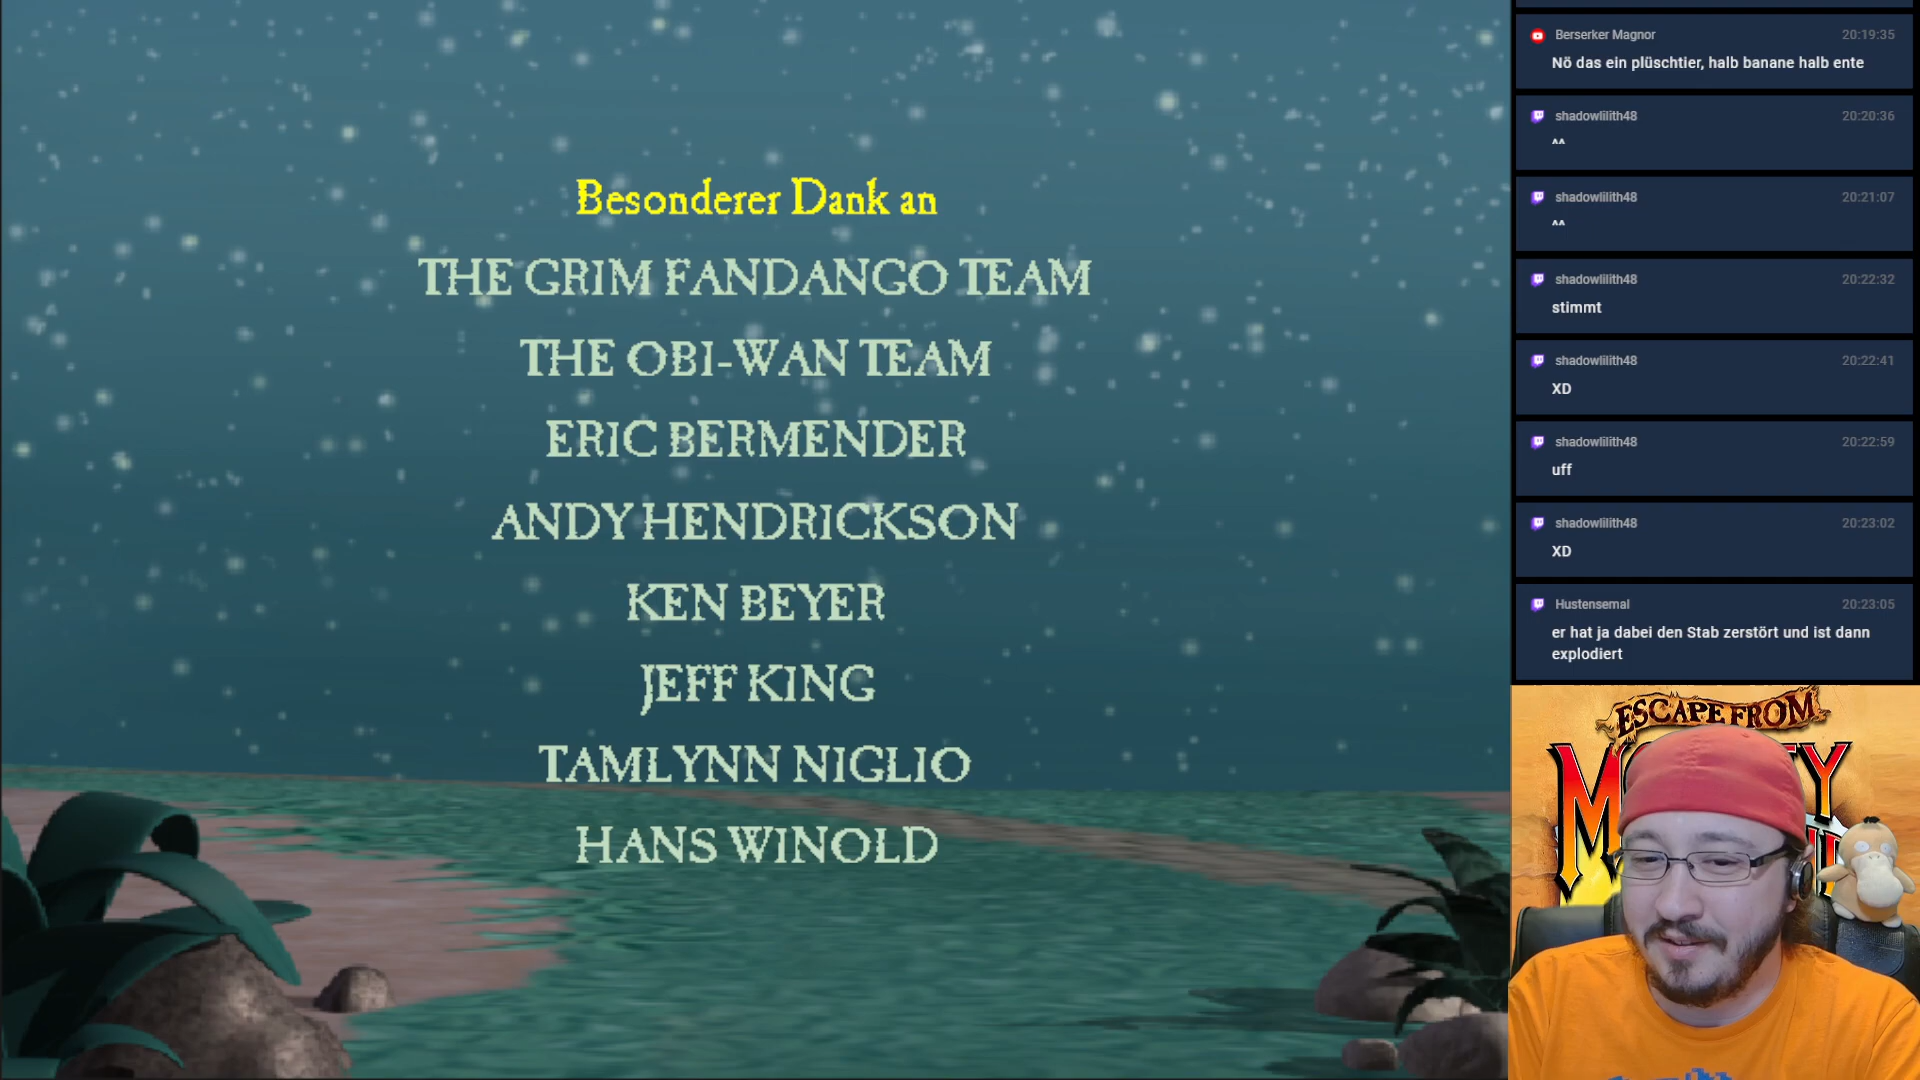 Besonderer Dank an
THE GRIM FANDANGO TEAM
THE OBI-WAN TEAM
ERIC BERMENDER
ANDY HENDRICKSON
KEN BEYER
JEFF KING
TAMLYNN NIGLIO
HANS WINOLD
Berserker Magnor 20:19:35
Nö das ein plüschtier, halb banane halb ente
shadowlilith48 20:20:36
^^
shadowlilith48 20:21:07
^^
shadowlilith48 20:22:32
stimmt
shadowlilith48 20:22:41
XD
shadowlilith48 20:22:59
uff
shadowlilith48 20:23:02
XD
Hustensemal 20:23:05
er hat ja dabei den Stab zerstört und ist dann
explodiert
ESCAPE FROM